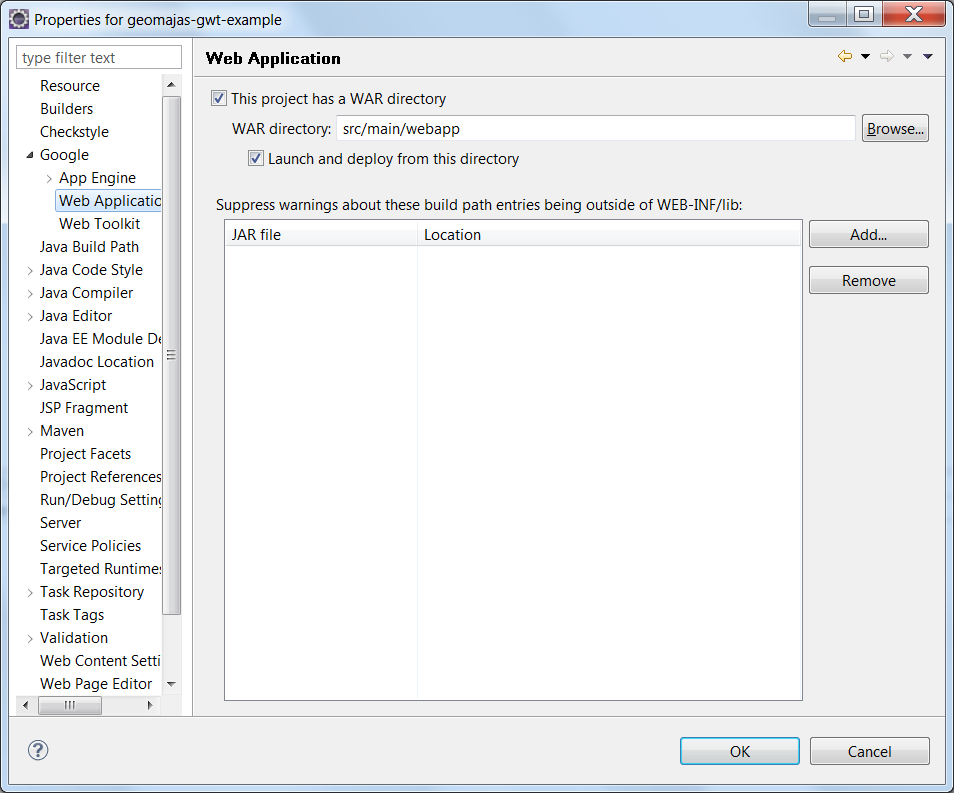 Properties for geomajas-gwt-example
type filter text
Resource
Builders
Checkstyle
Google
App Engine
Web Applicatio
Web Toolkit
Java Build Path
Java Code Style
Java Compiler
Java Editor
Java EE Module De
Javadoc Location
JavaScript
JSP Fragment
Maven
Project Facets
Project References
Run/Debug Setting
Server
Service Policies
Targeted Runtimes
Task Repository
Task Tags
Validation
Web Content Setti
Web Page Editor
Web Application
This project has a WAR directory
WAR directory: src/main/webapp Browse...
Launch and deploy from this directory
Suppress warnings about these build path entries being outside of WEB-INF/lib:
JAR file Location
Add...
Remove
OK Cancel